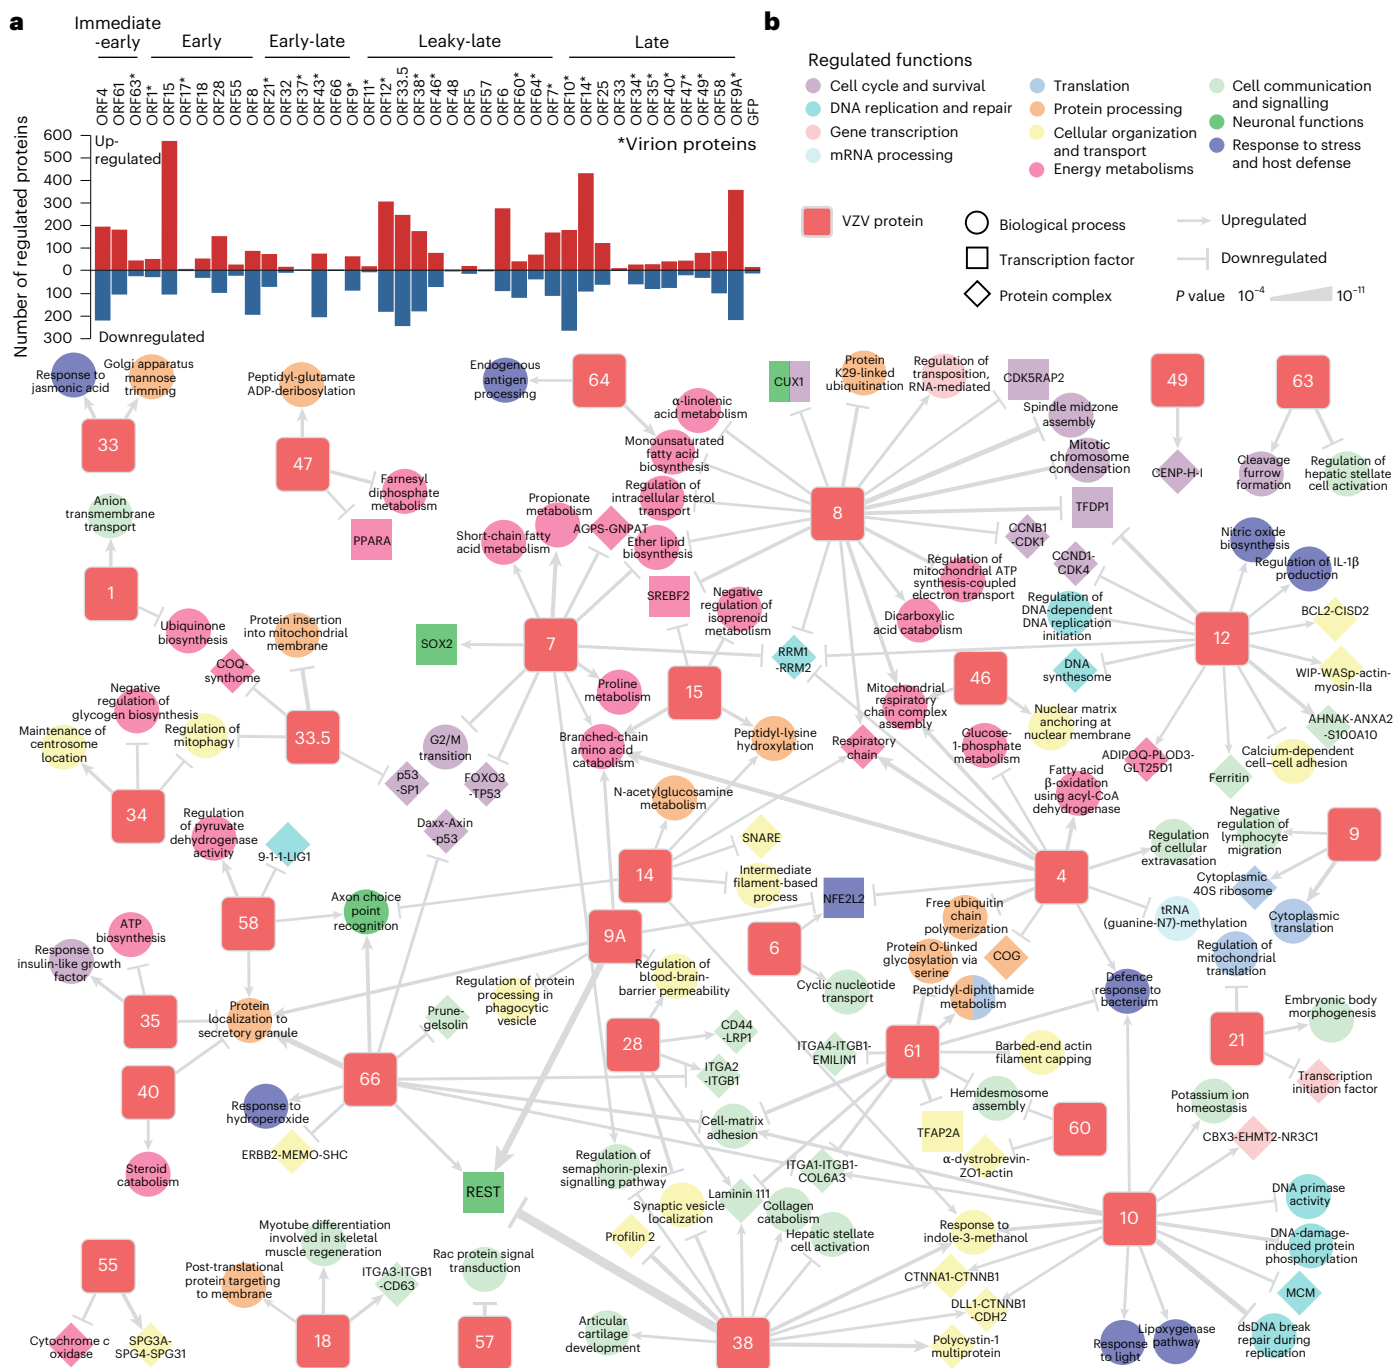 a
Immediate
-early
Early
Early-late
Leaky-late
Late
ORF4
ORF61
ORF63*
ORF1*
ORF15
ORF17*
ORF18
ORF28
ORF55
ORF8
ORF21*
ORF32
ORF37*
ORF43*
ORF66
ORF9*
ORF11*
ORF12*
ORF33.5
ORF38*
ORF46*
ORF48
ORF5
ORF57
ORF6
ORF60*
ORF64*
ORF7*
ORF10*
ORF14*
ORF25
ORF33
ORF34*
ORF35*
ORF40*
ORF47*
ORF49*
ORF58
ORF9A*
GFP
Number of regulated proteins
600
500
400
300
200
100
0
100
200
300
Up-
regulated
Downregulated
*Virion proteins
b
Regulated functions
Cell cycle and survival
DNA replication and repair
Gene transcription
mRNA processing
Translation
Protein processing
Cellular organization
and transport
Energy metabolisms
Cell communication
and signalling
Neuronal functions
Response to stress
and host defense
VZV protein
Biological process
Transcription factor
Protein complex
Upregulated
Downregulated
P value 10−4 10−11
Response to
jasmonic acid
Golgi apparatus
mannose
trimming
33
Peptidyl-glutamate
ADP-deribosylation
47
Farnesyl
diphosphate
metabolism
PPARA
Endogenous
antigen
processing
64
α-linolenic
acid metabolism
Monounsaturated
fatty acid
biosynthesis
Regulation of
intracellular sterol
transport
CUX1
Protein
K29-linked
ubiquitination
Regulation of
transposition,
RNA-mediated
CDK5RAP2
Spindle midzone
assembly
Mitotic
chromosome
condensation
TFDP1
49
CENP-H-I
63
Cleavage
furrow
formation
Regulation of
hepatic stellate
cell activation
Anion
transmembrane
transport
1
Ubiquinone
biosynthesis
Propionate
metabolism
Short-chain fatty
acid metabolism
AGPS-GNPAT
Ether lipid
biosynthesis
8
CCNB1
-CDK1
CCND1-
CDK4
Nitric oxide
biosynthesis
Regulation of IL-1β
production
Protein insertion
into mitochondrial
membrane
COQ-
synthome
SOX2
7
SREBF2
Negative
regulation of
isoprenoid
metabolism
RRM1
-RRM2
Regulation of
mitochondrial ATP
synthesis-coupled
electron transport
Dicarboxylic
acid catabolism
Regulation of
DNA-dependent
DNA replication
initiation
DNA
synthesome
12
BCL2-CISD2
WIP-WASp-actin-
myosin-IIa
AHNAK-ANXA2
-S100A10
Calcium-dependent
cell–cell adhesion
Ferritin
ADIPOQ-PLOD3-
GLT25D1
Negative
regulation of
glycogen biosynthesis
Maintenance of
centrosome
location
Regulation of
mitophagy
33.5
34
Proline
metabolism
15
Branched-chain
amino acid
catabolism
Peptidyl-lysine
hydroxylation
Mitochondrial
respiratory
chain complex
assembly
Respiratory
chain
46
Nuclear matrix
anchoring at
nuclear membrane
Glucose-
1-phosphate
metabolism
Fatty acid
β-oxidation
using acyl-CoA
dehydrogenase
G2/M
transition
p53
-SP1
FOXO3
-TP53
Daxx-Axin
-p53
N-acetylglucosamine
metabolism
SNARE
14
Intermediate
filament-based
process
NFE2L2
4
Regulation
of cellular
extravasation
Negative
regulation of
lymphocyte
migration
9
Cytoplasmic
40S ribosome
Cytoplasmic
translation
tRNA
(guanine-N7)-methylation
Regulation
of pyruvate
dehydrogenase
activity
9-1-1-LIG1
58
Axon choice
point
recognition
9A
6
Cyclic nucleotide
transport
Free ubiquitin
chain
polymerization
Protein O-linked
glycosylation via
serine
COG
Peptidyl-diphthamide
metabolism
Defence
response to
bacterium
Regulation of
mitochondrial
translation
ATP
biosynthesis
Response to
insulin-like growth
factor
35
Protein
localization to
secretory granule
40
Steroid
catabolism
66
Prune-
gelsolin
Regulation of protein
processing in
phagocytic
vesicle
Regulation of
blood-brain-
barrier permeability
28
CD44
-LRP1
ITGA2
-ITGB1
ITGA4-ITGB1-
EMILIN1
61
Barbed-end actin
filament capping
Hemidesmosome
assembly
60
TFAP2A
α-dystrobrevin-
ZO1-actin
21
Embryonic body
morphogenesis
Transcription
initiation factor
Potassium ion
homeostasis
CBX3-EHMT2-NR3C1
Response to
hydroperoxide
ERBB2-MEMO-SHC
Cell-matrix
adhesion
REST
Regulation of
semaphorin-plexin
signalling pathway
Synaptic vesicle
localization
Profilin 2
Laminin 111
ITGA1-ITGB1-
COL6A3
Collagen
catabolism
Hepatic stellate
cell activation
10
DNA primase
activity
DNA-damage-
induced protein
phosphorylation
MCM
dsDNA break
repair during
replication
Lipoxygenase
pathway
Response
to light
Response to
indole-3-methanol
CTNNA1-CTNNB1
DLL1-CTNNB1
-CDH2
Polycystin-1
multiprotein
38
Articular
cartilage
development
55
Cytochrome c
oxidase
SPG3A-
SPG4-SPG31
Post-translational
protein targeting
to membrane
Myotube differentiation
involved in skeletal
muscle regeneration
ITGA3-ITGB1
-CD63
18
Rac protein signal
transduction
57